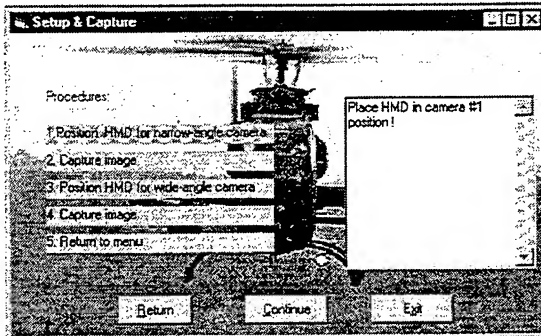 Setup & Capture
Procedures:
1. Position HMD for narrow-angle camera
2. Capture image
3. Position HMD for wide-angle camera
4. Capture image
5. Return to menu
Place HMD in camera #1
position !
Return
Continue
Exit